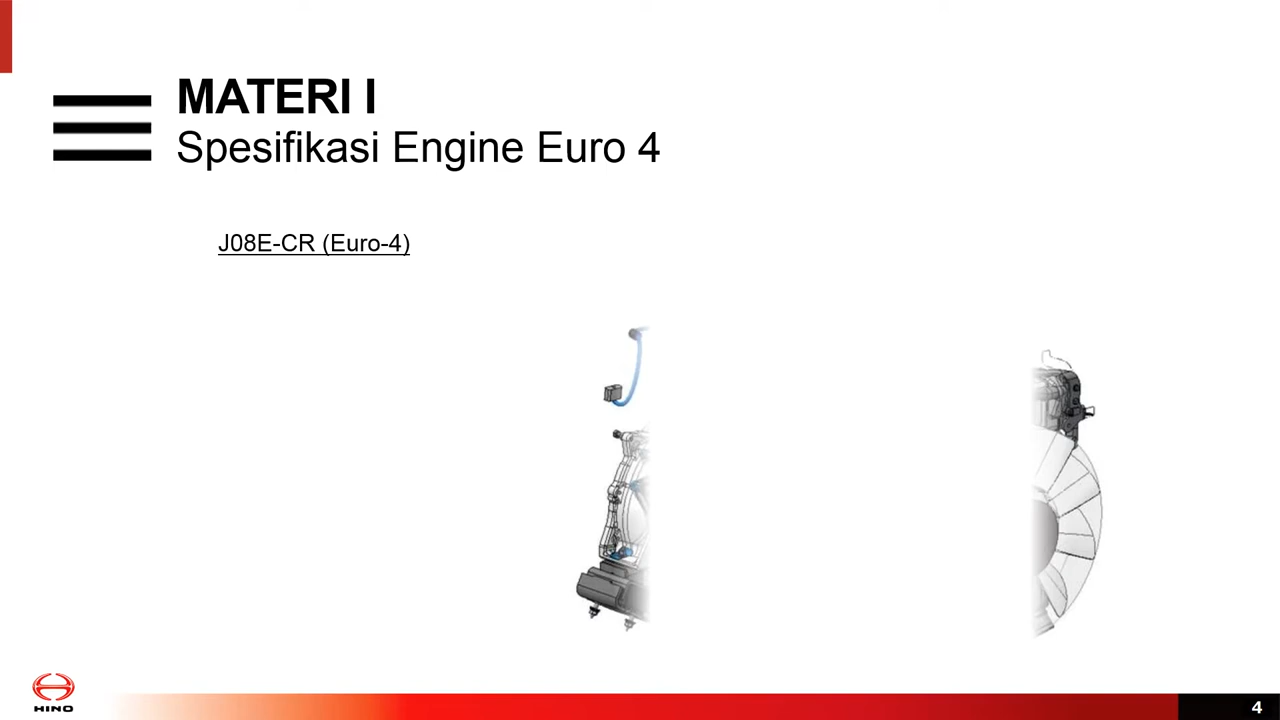 MATERI I
Spesifikasi Engine Euro 4
J08E-CR (Euro-4)
HINO
4